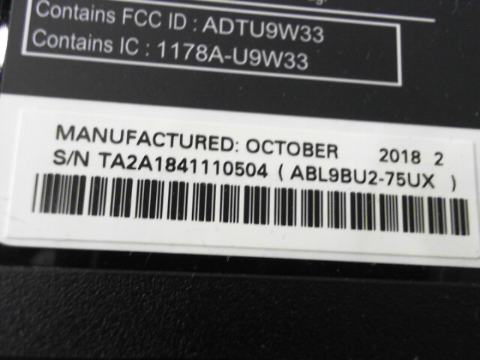 Contains FCC ID : ADTU9W33
Contains IC : 1178A-U9W33
MANUFACTURED: OCTOBER 2018 2
S/N TA2A1841110504 ( ABL9BU2-75UX )